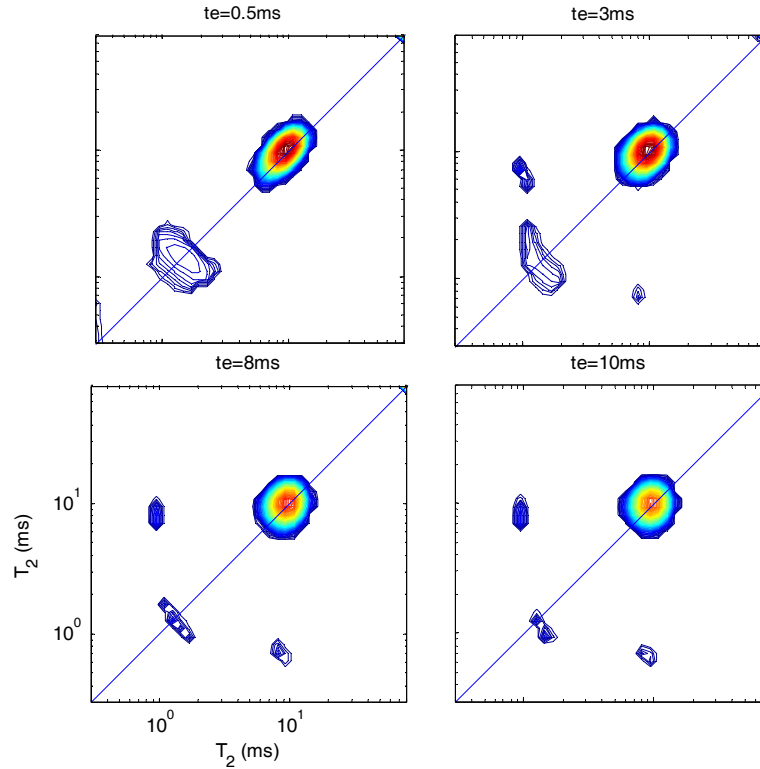 te=0.5ms
te=3ms
te=8ms
te=10ms
T₂ (ms)
10¹
10⁰
10⁰ 10¹
T₂ (ms)